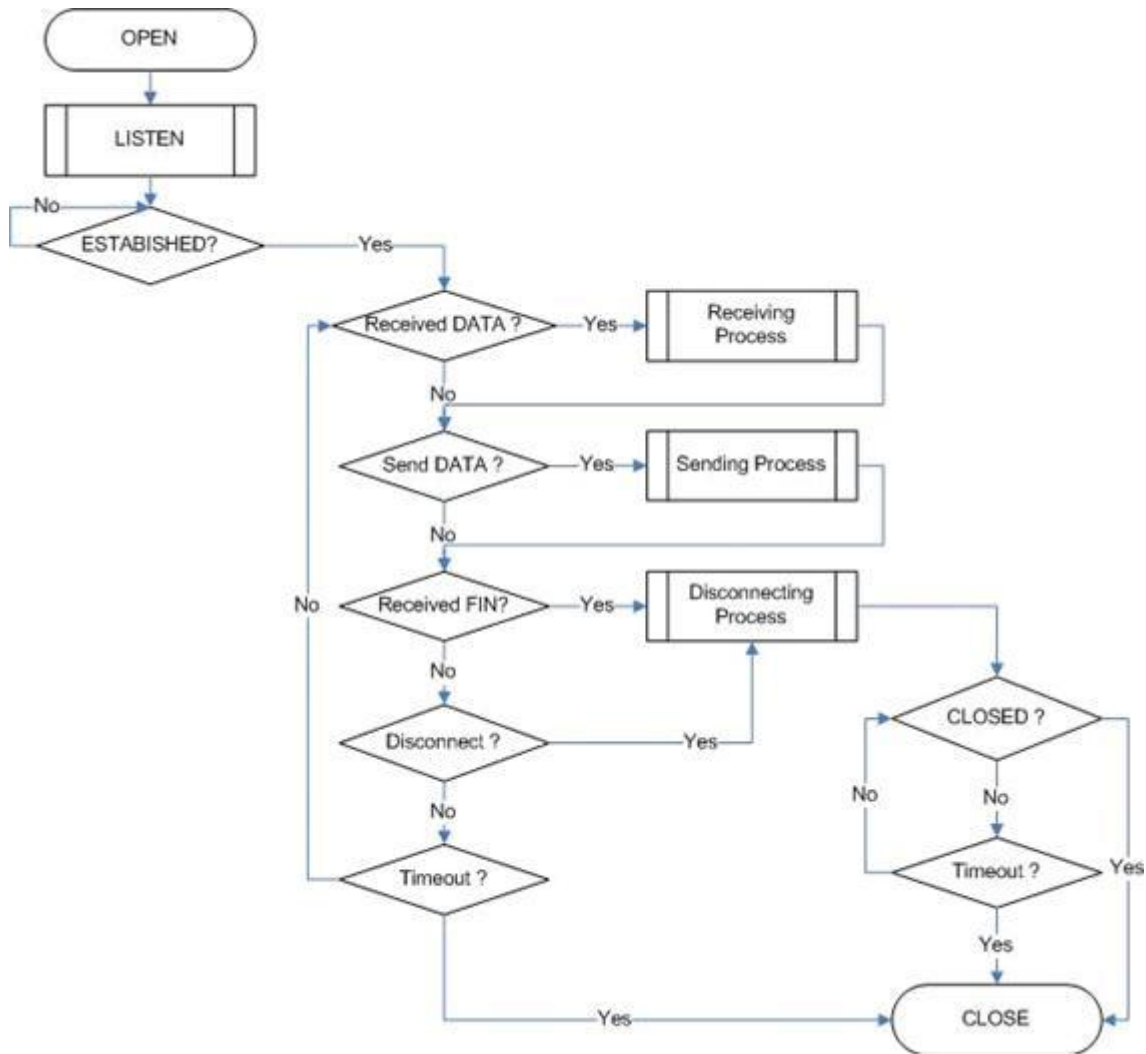 OPEN
LISTEN
No
ESTABISHED?
Yes
Received DATA ?
Yes
Receiving
Process
No
Send DATA ?
Yes
Sending Process
No
Received FIN?
Yes
Disconnecting
Process
No
No
Disconnect ?
Yes
CLOSED ?
No
No
No
Timeout ?
Timeout ?
Yes
Yes
Yes
CLOSE